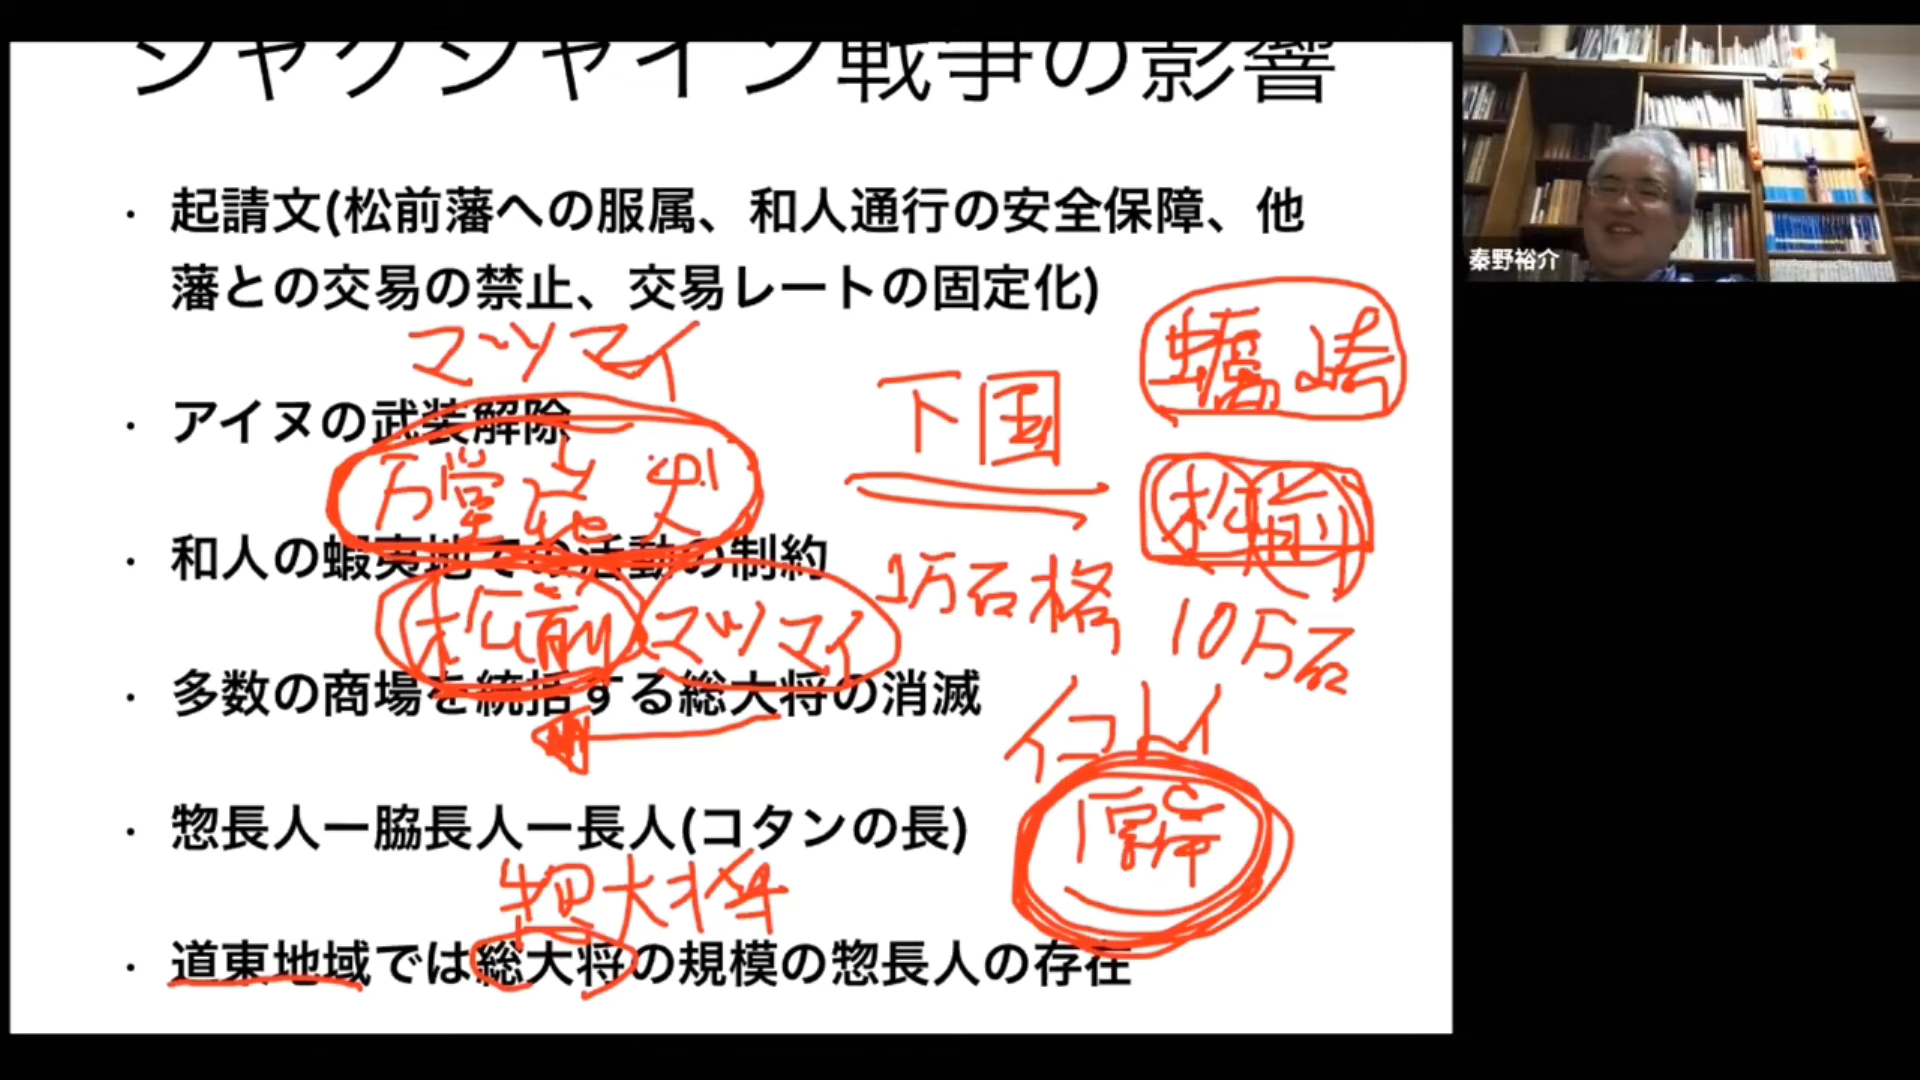 シャクシャイン戦争の影響
・起請文(松前藩への服属、和人通行の安全保障、他
藩との交易の禁止、交易レートの固定化)
マツマイ
・アイヌの武装解除
下国
蠣崎
松前
・和人の蝦夷地での活動の制約
松前 マツマイ
1万石格
10万石
・多数の商場を統括する総大将の消滅
イコトイ
・惣長人ー脇長人ー長人(コタンの長)
厚岸
惣大将
・道東地域では総大将の規模の惣長人の存在
秦野裕介